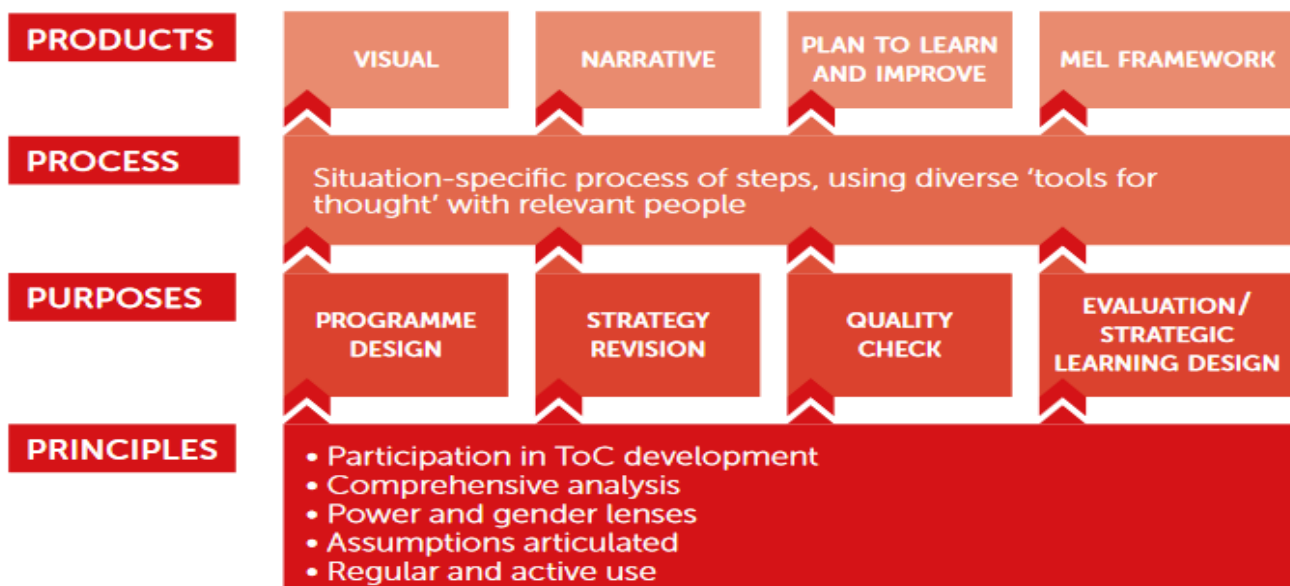 PRODUCTS
VISUAL
NARRATIVE
PLAN TO LEARN
AND IMPROVE
MEL FRAMEWORK
PROCESS
Situation-specific process of steps, using diverse ‘tools for
thought’ with relevant people
PURPOSES
PROGRAMME
DESIGN
STRATEGY
REVISION
QUALITY
CHECK
EVALUATION/
STRATEGIC
LEARNING DESIGN
PRINCIPLES
• Participation in ToC development
• Comprehensive analysis
• Power and gender lenses
• Assumptions articulated
• Regular and active use